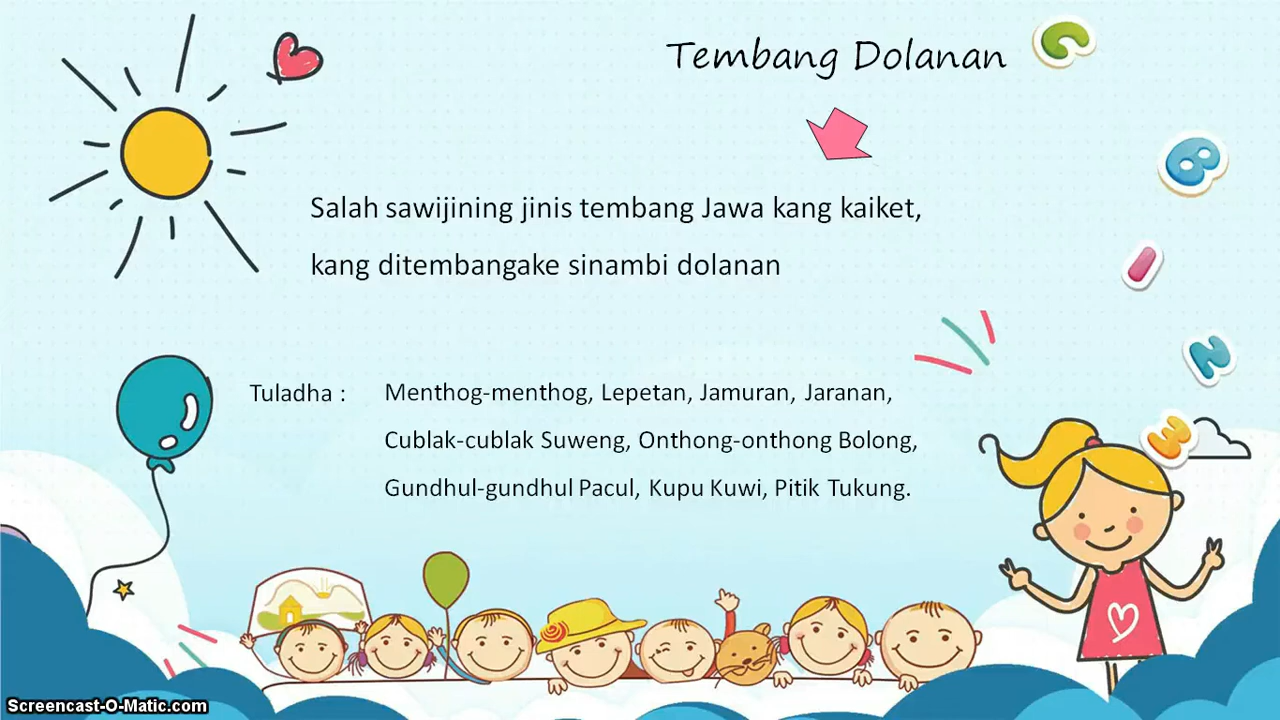 Tembang Dolanan
Salah sawijining jinis tembang Jawa kang kaiket,
kang ditembangake sinambi dolanan
Tuladha : Menthog-menthog, Lepetan, Jamuran, Jaranan,
Cublak-cublak Suweng, Onthong-onthong Bolong,
Gundhul-gundhul Pacul, Kupu Kuwi, Pitik Tukung.
Screencast-O-Matic.com